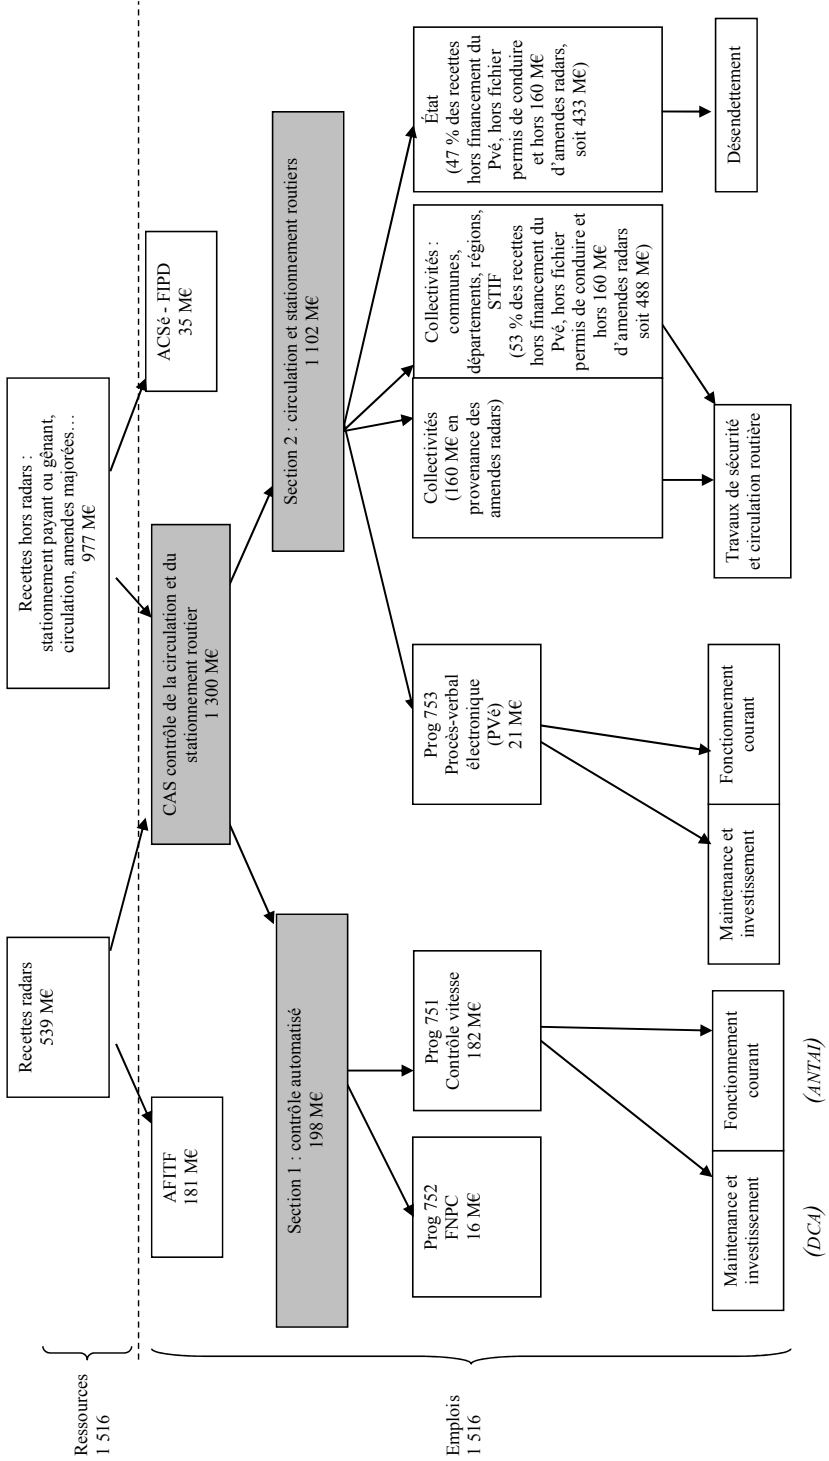 Ressources
1 516
Recettes radars
539 M€
Recettes hors radars :
stationnement payant ou gênant,
circulation, amendes majorées…
977 M€
Emplois
1 516
AFITF
181 M€
CAS contrôle de la circulation et du
stationnement routier
1 300 M€
ACSé - FIPD
35 M€
Section 1 : contrôle automatisé
198 M€
Section 2 : circulation et stationnement routiers
1 102 M€
Prog 752
FNPC
16 M€
Prog 751
Contrôle vitesse
182 M€
Prog 753
Procès-verbal
électronique
(PVé)
21 M€
Collectivités
(160 M€ en
provenance des
amendes radars)
Collectivités :
communes,
départements, régions,
STIF
(53 % des recettes
hors financement du
Pvé, hors fichier
permis de conduire et
hors 160 M€
d’amendes radars
soit 488 M€)
État
(47 % des recettes
hors financement du
Pvé, hors fichier
permis de conduire
et hors 160 M€
d’amendes radars,
soit 433 M€)
Maintenance et
investissement
Fonctionnement
courant
Maintenance et
investissement
Fonctionnement
courant
Travaux de sécurité
et circulation routière
Désendettement
(DCA)
(ANTAI)